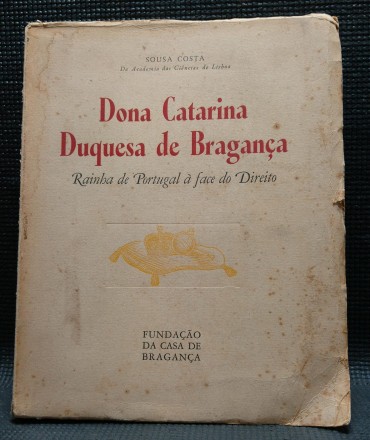 SOUSA COSTA
Da Academia das Ciências de Lisboa
Dona Catarina
Duquesa de Bragança
Rainha de Portugal à face do Direito
FUNDAÇÃO
DA CASA DE
BRAGANÇA